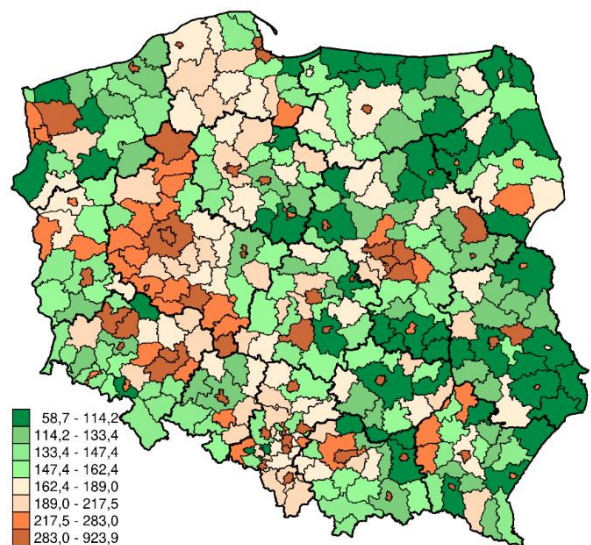 58,7 - 114,2
114,2 - 133,4
133,4 - 147,4
147,4 - 162,4
162,4 - 189,0
189,0 - 217,5
217,5 - 283,0
283,0 - 923,9